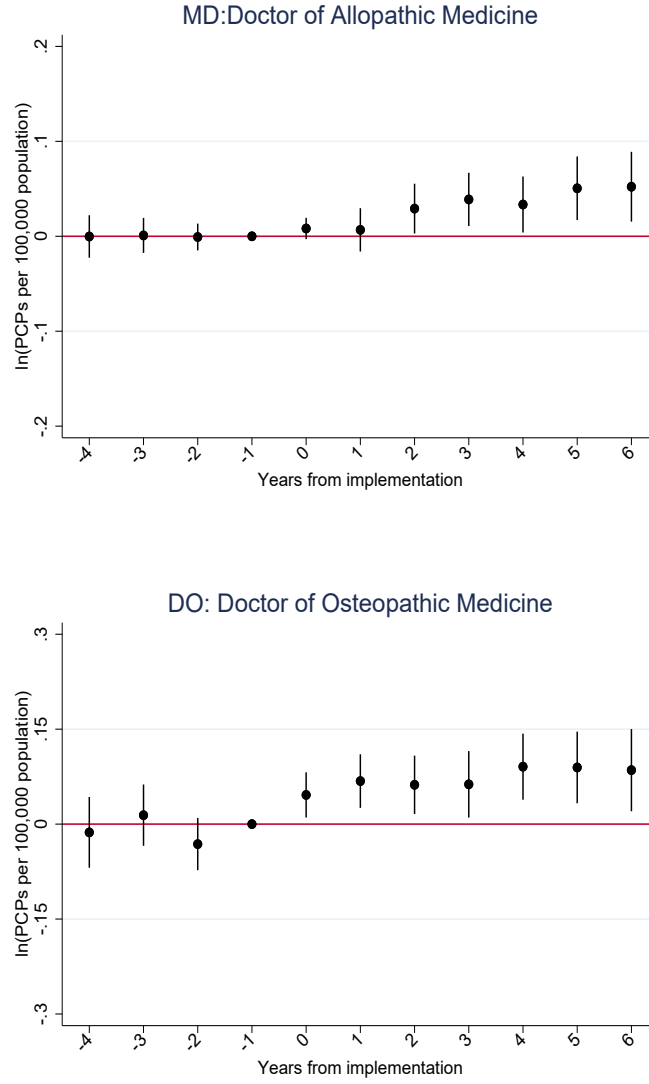 MD:Doctor of Allopathic Medicine
ln(PCPs per 100,000 population)
.2
.1
0
-.1
-.2
-4 -3 -2 -1 0 1 2 3 4 5 6
Years from implementation
DO: Doctor of Osteopathic Medicine
ln(PCPs per 100,000 population)
.3
.15
0
-.15
-.3
-4 -3 -2 -1 0 1 2 3 4 5 6
Years from implementation